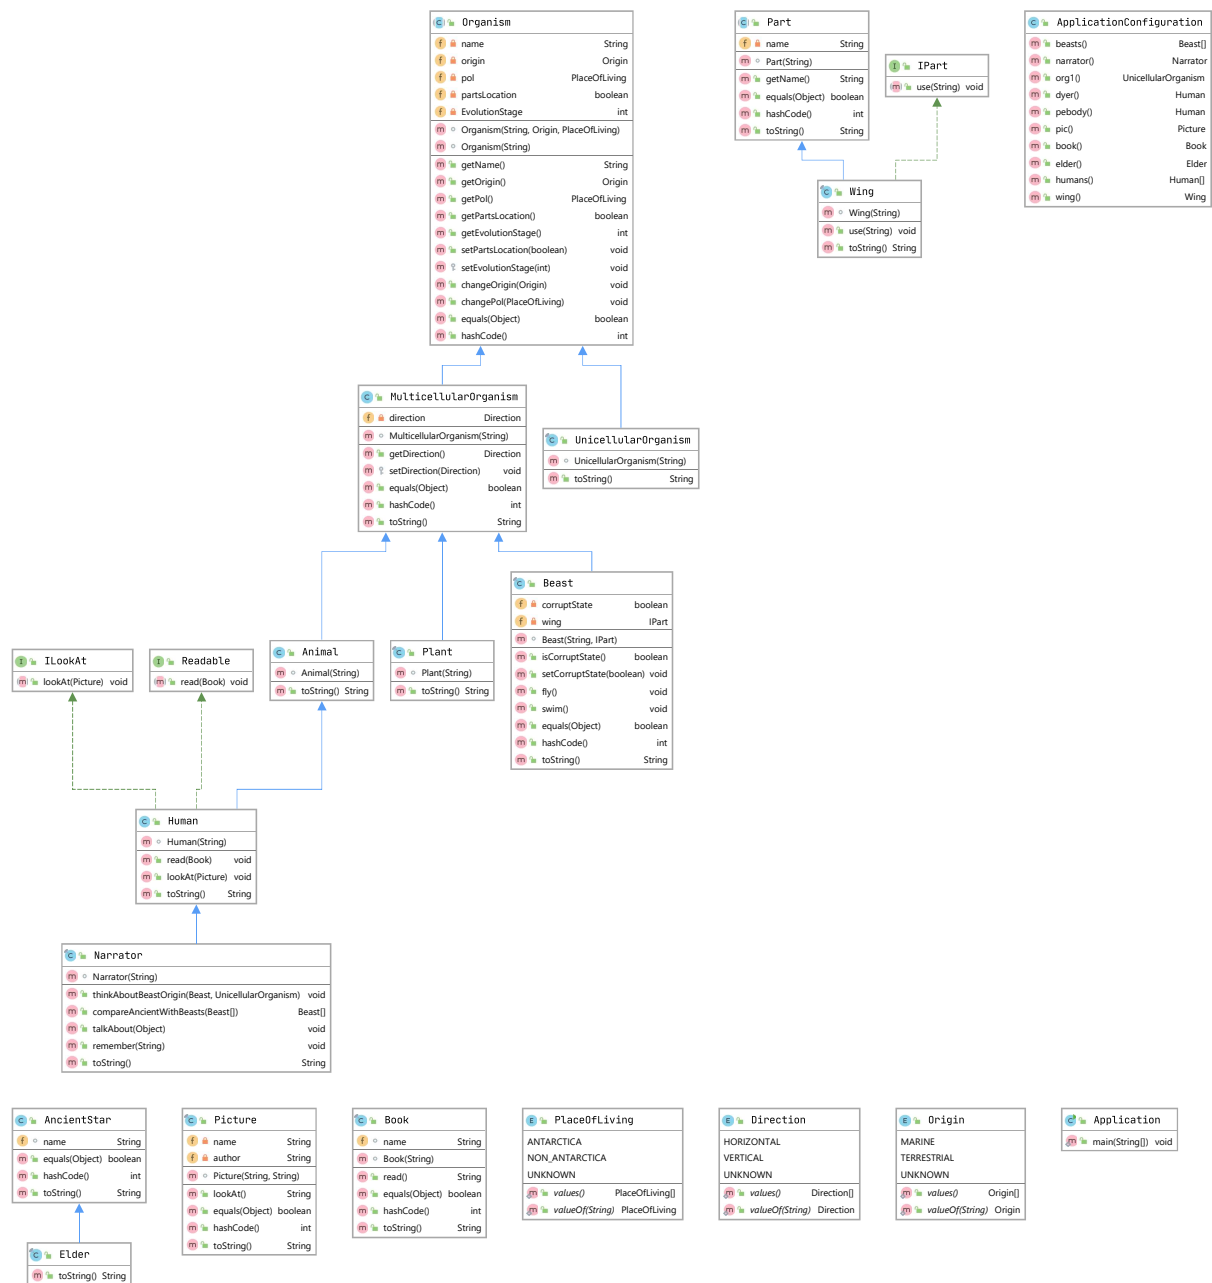 Organism
name String
origin Origin
pol PlaceOfLiving
partsLocation boolean
EvolutionStage int
Organism(String, Origin, PlaceOfLiving)
Organism(String)
getName() String
getOrigin() Origin
getPol() PlaceOfLiving
getPartsLocation() boolean
getEvolutionStage() int
setPartsLocation(boolean) void
setEvolutionStage(int) void
changeOrigin(Origin) void
changePol(PlaceOfLiving) void
equals(Object) boolean
hashCode() int
Part
name String
Part(String)
getName() String
equals(Object) boolean
hashCode() int
toString() String
IPart
use(String) void
Wing
Wing(String)
use(String) void
toString() String
ApplicationConfiguration
beasts() Beast[]
narrator() Narrator
org1() UnicellularOrganism
dyer() Human
pebody() Human
pic() Picture
book() Book
elder() Elder
humans() Human[]
wing() Wing
MulticellularOrganism
direction Direction
MulticellularOrganism(String)
getDirection() Direction
setDirection(Direction) void
equals(Object) boolean
hashCode() int
toString() String
UnicellularOrganism
UnicellularOrganism(String)
toString() String
Beast
corruptState boolean
wing IPart
Beast(String, IPart)
isCorruptState() boolean
setCorruptState(boolean) void
fly() void
swim() void
equals(Object) boolean
hashCode() int
toString() String
ILookAt
lookAt(Picture) void
Readable
read(Book) void
Animal
Animal(String)
toString() String
Plant
Plant(String)
toString() String
Human
Human(String)
read(Book) void
lookAt(Picture) void
toString() String
Narrator
Narrator(String)
thinkAboutBeastOrigin(Beast, UnicellularOrganism) void
compareAncientWithBeasts(Beast[]) Beast[]
talkAbout(Object) void
remember(String) void
toString() String
AncientStar
name String
equals(Object) boolean
hashCode() int
toString() String
Elder
toString() String
Picture
name String
author String
Picture(String, String)
lookAt() String
equals(Object) boolean
hashCode() int
toString() String
Book
name String
Book(String)
read() String
equals(Object) boolean
hashCode() int
toString() String
PlaceOfLiving
ANTARCTICA
NON_ANTARCTICA
UNKNOWN
values() PlaceOfLiving[]
valueOf(String) PlaceOfLiving
Direction
HORIZONTAL
VERTICAL
UNKNOWN
values() Direction[]
valueOf(String) Direction
Origin
MARINE
TERRESTRIAL
UNKNOWN
values() Origin[]
valueOf(String) Origin
Application
main(String[]) void